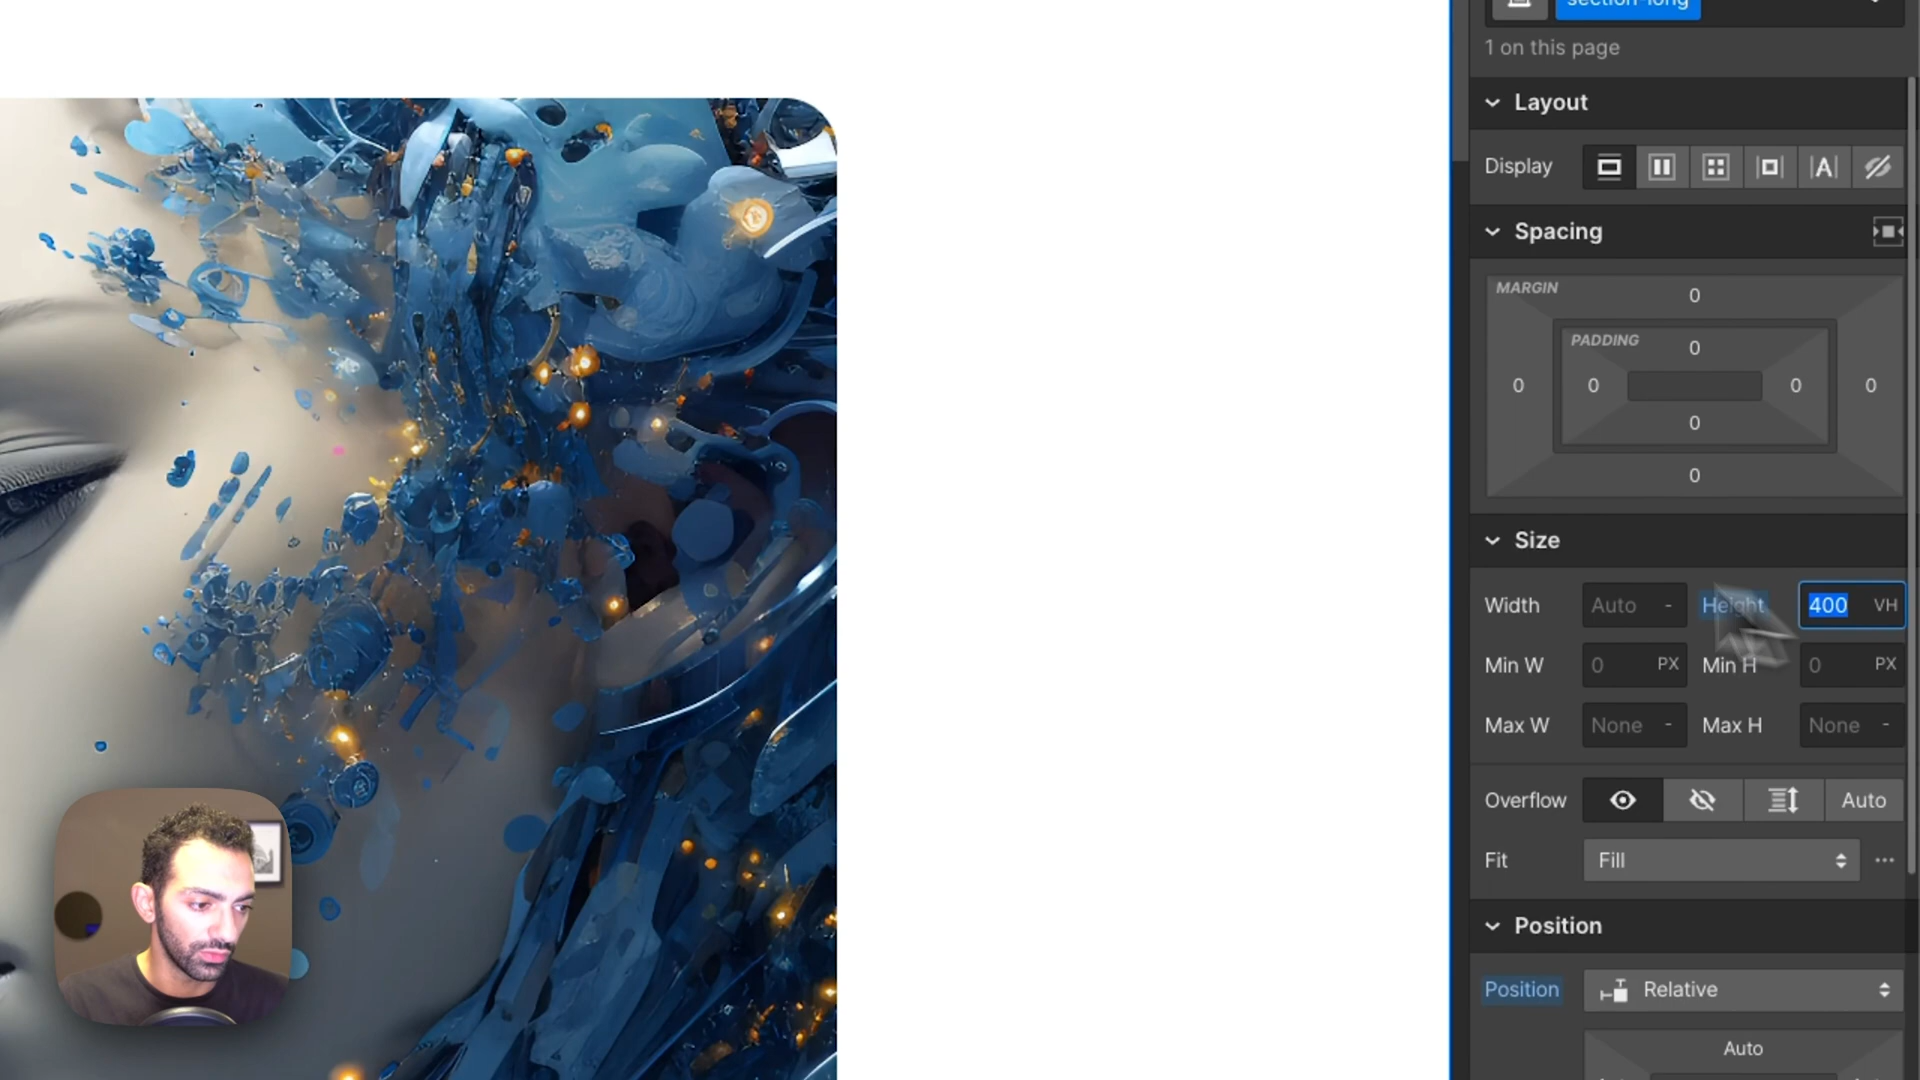 section-long
1 on this page
Layout
Display
Spacing
MARGIN
0
PADDING
0
0 0 0 0
0
0
Size
Width Auto - Height 400 VH
Min W 0 PX Min H 0 PX
Max W None - Max H None -
Overflow Auto
Fit Fill
Position
Position Relative
Auto